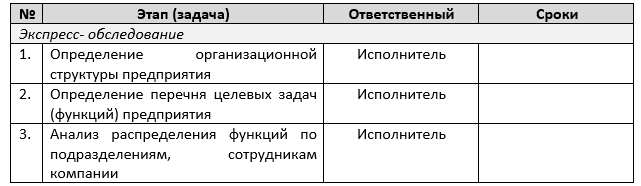 № Этап (задача) Ответственный Сроки
Экспресс- обследование
1. Определение организационной Исполнитель
структуры предприятия
2. Определение перечня целевых задач Исполнитель
(функций) предприятия
3. Анализ распределения функций по Исполнитель
подразделениям, сотрудникам
компании